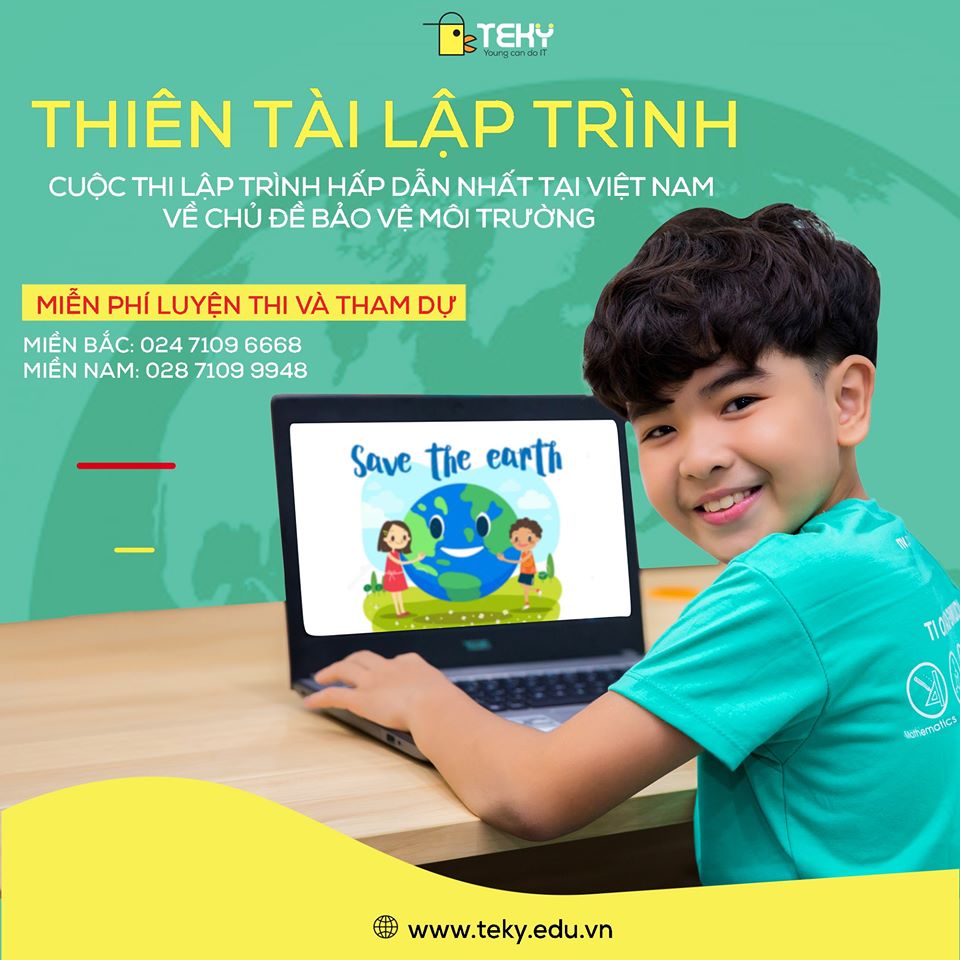 TEKY
Young can do IT
THIÊN TÀI LẬP TRÌNH
CUỘC THI LẬP TRÌNH HẤP DẪN NHẤT TẠI VIỆT NAM
VỀ CHỦ ĐỀ BẢO VỆ MÔI TRƯỜNG
MIỄN PHÍ LUYỆN THI VÀ THAM DỰ
MIỀN BẮC: 024 7109 6668
MIỀN NAM: 028 7109 9948
Save the earth
Mathematics
www.teky.edu.vn